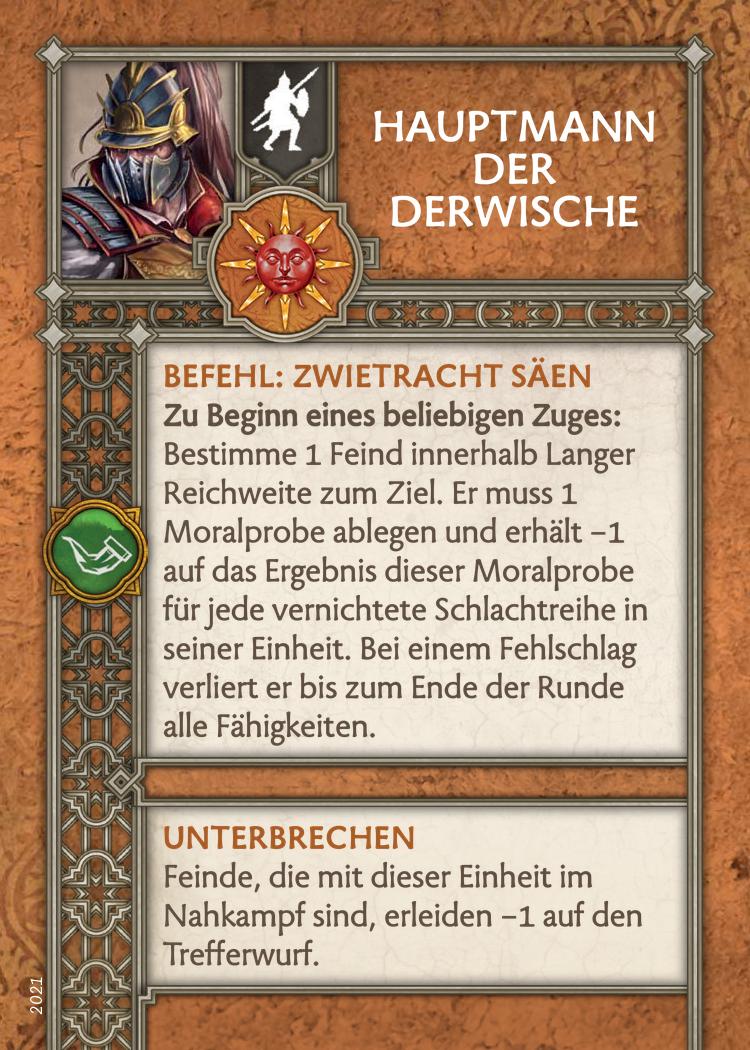 HAUPTMANN
DER
DERWISCHE
BEFEHL: ZWIETRACHT SÄEN
Zu Beginn eines beliebigen Zuges:
Bestimme 1 Feind innerhalb Langer
Reichweite zum Ziel. Er muss 1
Moralprobe ablegen und erhält –1
auf das Ergebnis dieser Moralprobe
für jede vernichtete Schlachtreihe in
seiner Einheit. Bei einem Fehlschlag
verliert er bis zum Ende der Runde
alle Fähigkeiten.
UNTERBRECHEN
Feinde, die mit dieser Einheit im
Nahkampf sind, erleiden –1 auf den
Trefferwurf.
2021